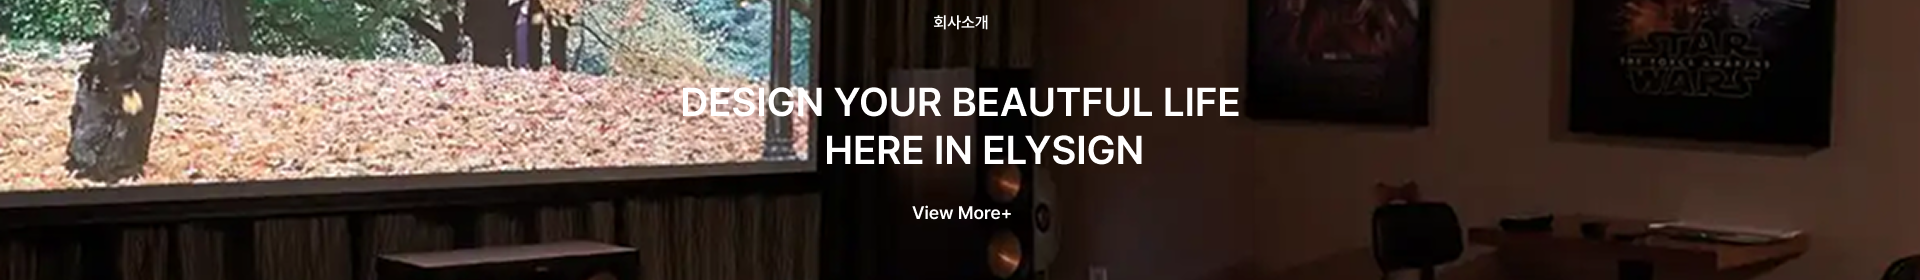 회사소개
DESIGN YOUR BEAUTFUL LIFE
HERE IN ELYSIGN
View More+
STAR
THE FORCE AWAKENS
WARS